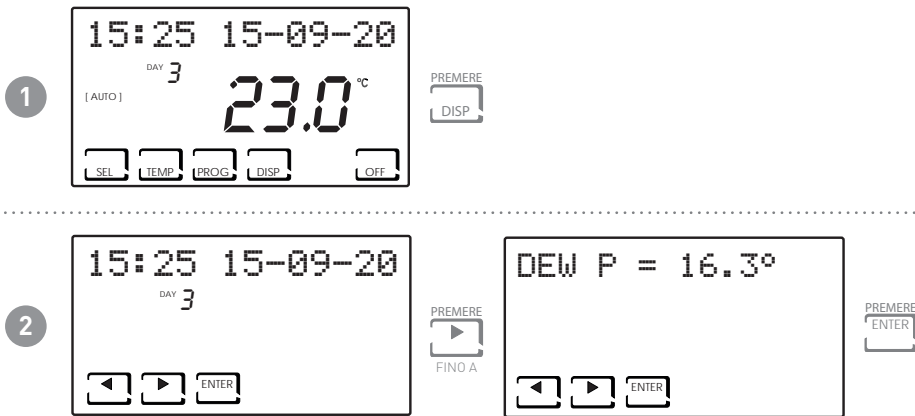 1
15:25 15-09-20
DAY 3
[ AUTO ]
23.0 °C
SEL TEMP PROG DISP OFF
PREMERE
DISP
2
15:25 15-09-20
DAY 3
ENTER
PREMERE
FINO A
DEW P = 16.3°
ENTER
PREMERE
ENTER